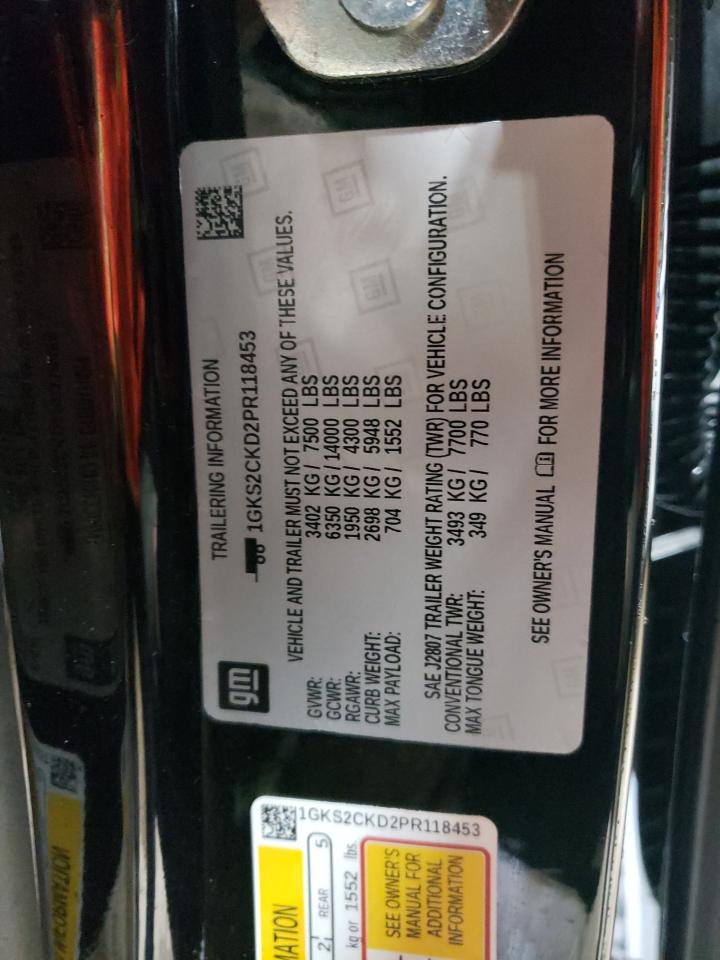 gm
TRAILERING INFORMATION
1GKS2CKD2PR118453
VEHICLE AND TRAILER MUST NOT EXCEED ANY OF THESE VALUES.
GVWR: 3402 KG / 7500 LBS
GCWR: 6350 KG / 14000 LBS
RGAWR: 1950 KG / 4300 LBS
CURB WEIGHT: 2698 KG / 5948 LBS
MAX PAYLOAD: 704 KG / 1552 LBS
SAE J2807 TRAILER WEIGHT RATING (TWR) FOR VEHICLE CONFIGURATION.
CONVENTIONAL TWR: 3493 KG / 7700 LBS
MAX TONGUE WEIGHT: 349 KG / 770 LBS
SEE OWNER'S MANUAL FOR MORE INFORMATION
1GKS2CKD2PR118453
MATION
2 REAR 5
kg or 1552 lbs.
SEE OWNER'S
MANUAL FOR
ADDITIONAL
INFORMATION